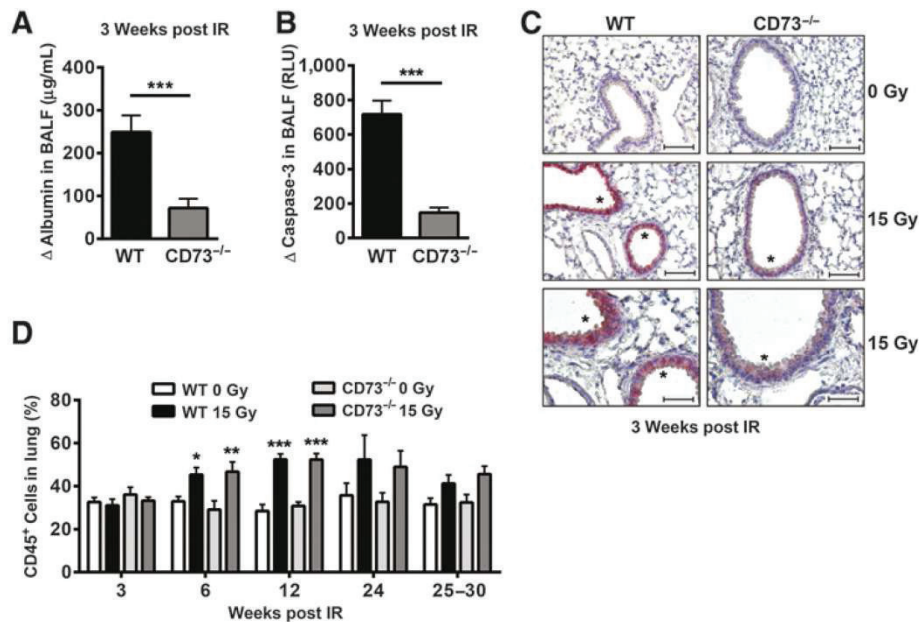 A
3 Weeks post IR
Δ Albumin in BALF (µg/mL)
400
300
200
100
0
***
WT
CD73⁻/⁻
B
3 Weeks post IR
Δ Caspase-3 in BALF (RLU)
1,000
800
600
400
200
0
***
WT
CD73⁻/⁻
C
WT
CD73⁻/⁻
0 Gy
15 Gy
*
*
*
15 Gy
*
*
*
3 Weeks post IR
D
WT 0 Gy
CD73⁻/⁻ 0 Gy
WT 15 Gy
CD73⁻/⁻ 15 Gy
CD45⁺ Cells in lung (%)
80
60
40
20
0
*
**
***
***
3
6
12
24
25–30
Weeks post IR